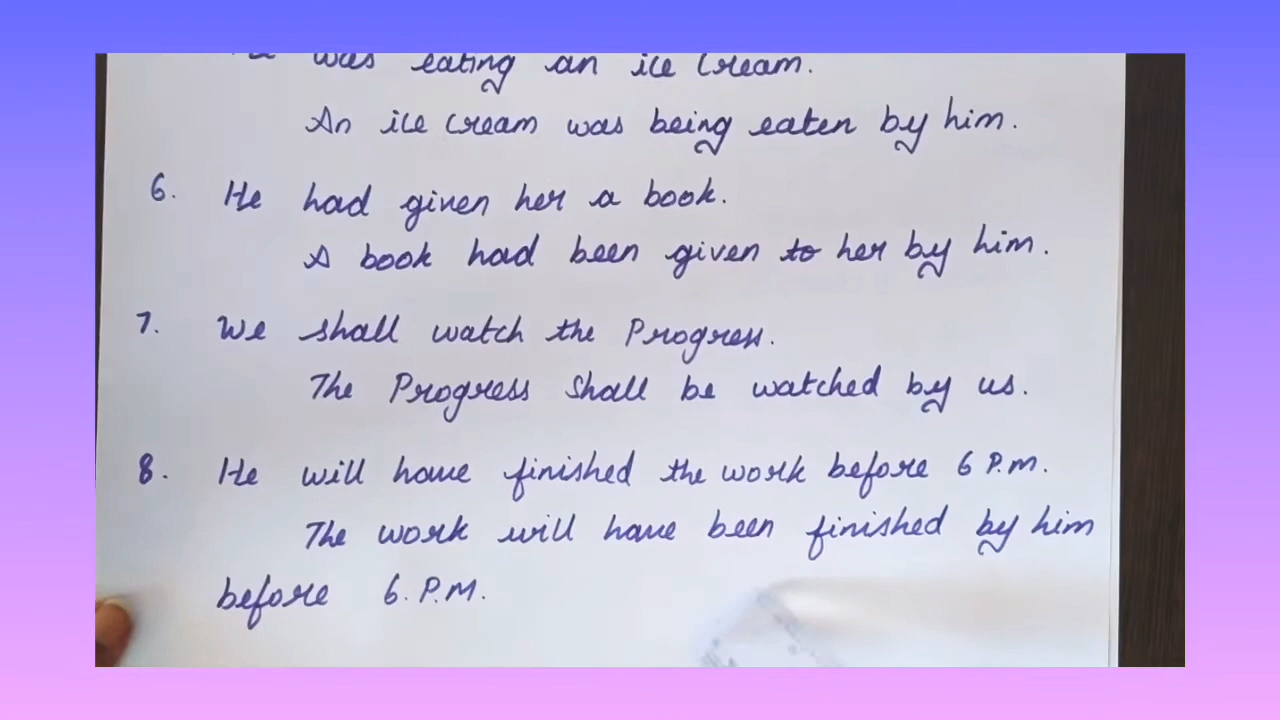 was eating an ice cream.
An ice cream was being eaten by him.
6. He had given her a book.
A book had been given to her by him.
7. We shall watch the Progress.
The Progress shall be watched by us.
8. He will have finished the work before 6 P.m.
The work will have been finished by him
before 6. P.M.